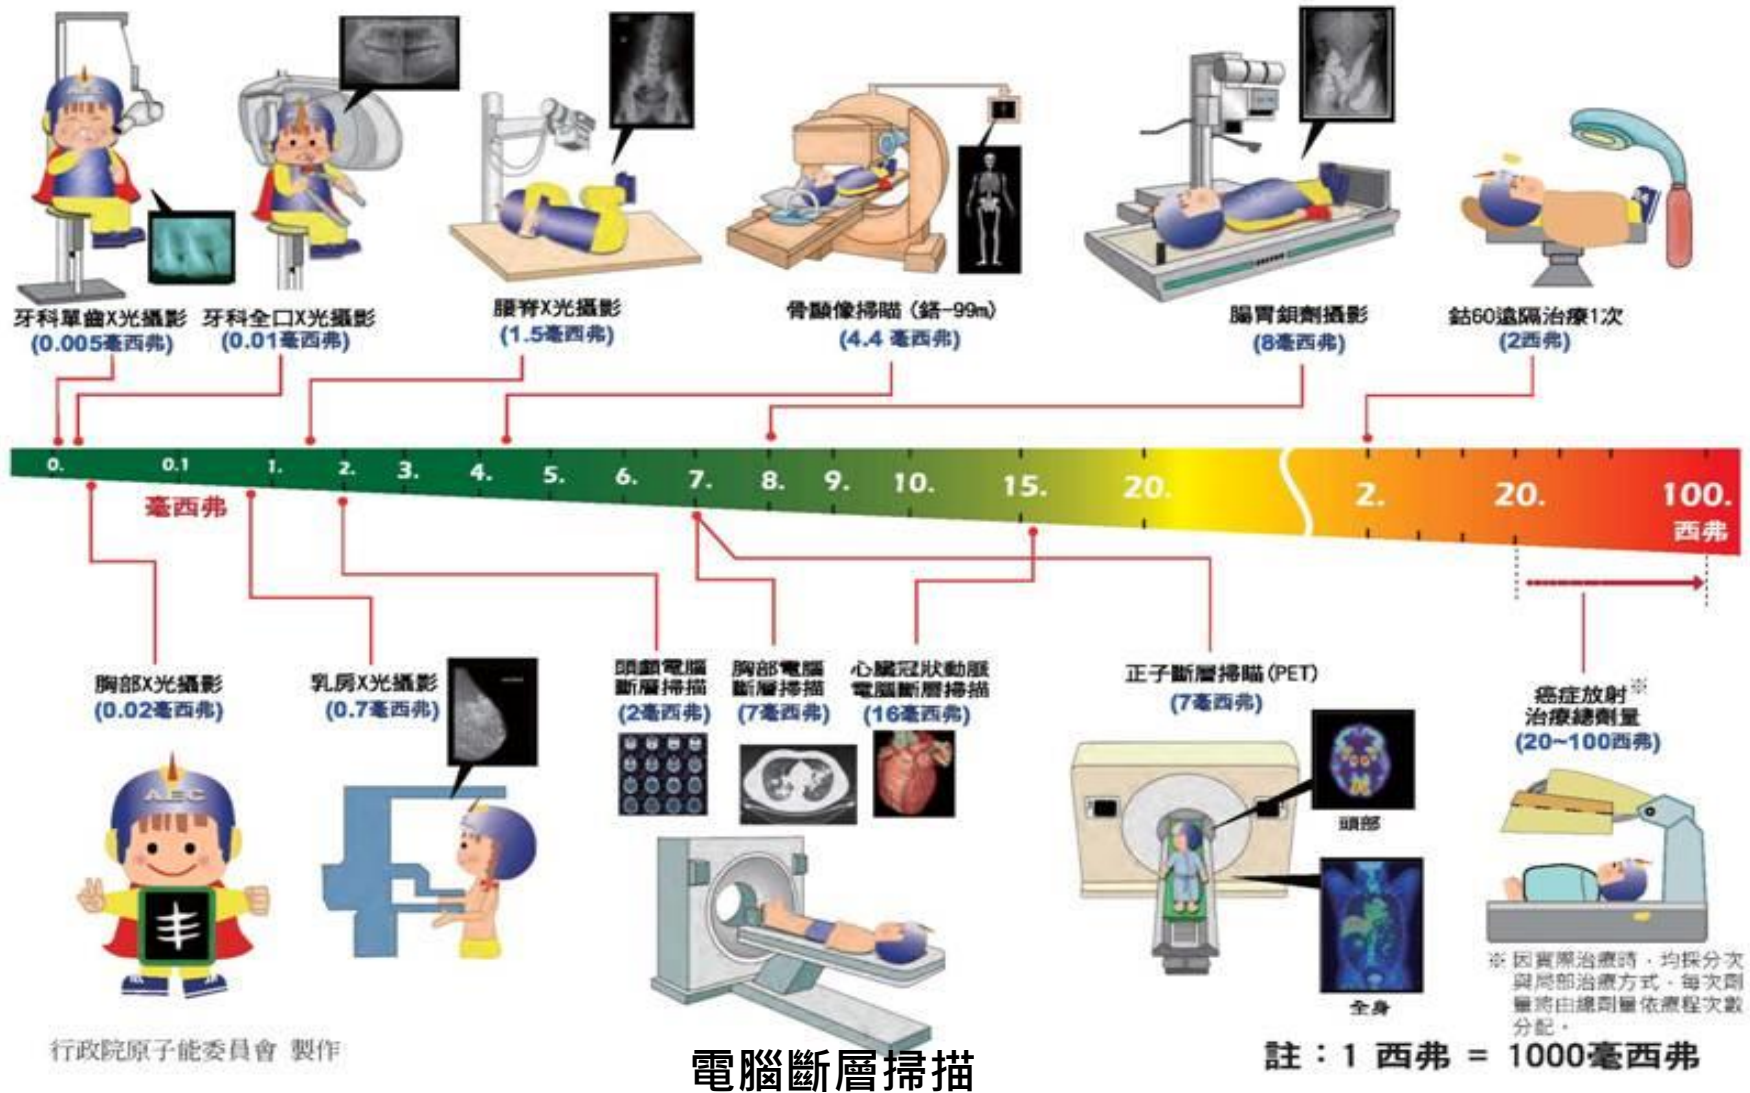 AEC
牙科單齒X光攝影
(0.005毫西弗)
牙科全口X光攝影
(0.01毫西弗)
腰脊X光攝影
(1.5毫西弗)
骨顯像掃瞄(鎝-99m)
(4.4 毫西弗)
腸胃鋇劑攝影
(8毫西弗)
鈷60遠隔治療1次
(2西弗)
0. 0.1 1. 2. 3. 4. 5. 6. 7. 8. 9. 10. 15. 20. 2. 20. 100.
毫西弗
西弗
胸部X光攝影
(0.02毫西弗)
乳房X光攝影
(0.7毫西弗)
頭顱電腦
斷層掃描
(2毫西弗)
胸部電腦
斷層掃描
(7毫西弗)
心臟冠狀動脈
電腦斷層掃描
(16毫西弗)
正子斷層掃瞄(PET)
(7毫西弗)
癌症放射※
治療總劑量
(20~100西弗)
AEC
頭部
全身
※因實際治療時，均採分次
與局部治療方式，每次劑
量將由總劑量依療程次數
分配。
行政院原子能委員會 製作
電腦斷層掃描
註：1 西弗 = 1000毫西弗